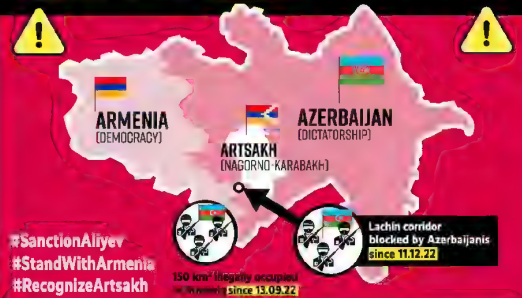 ARMENIA
(DEMOCRACY)
AZERBAIJAN
(DICTATORSHIP)
ARTSAKH
(NAGORNO-KARABAKH)
Lachin corridor
blocked by Azerbaijanis
since 11.12.22
#SanctionAliyev
#StandWithArmenia
#RecognizeArtsakh
150 km² illegally occupied
since 13.09.22